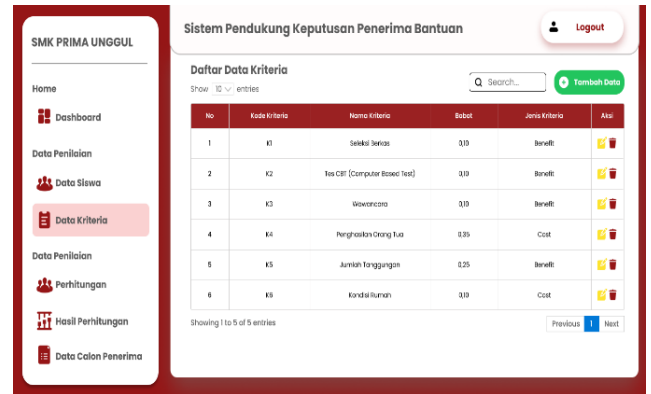 SMK PRIMA UNGGUL
Home
Dashboard
Data Penilaian
Data Siswa
Data Kriteria
Data Penilaian
Perhitungan
Hasil Perhitungan
Data Calon Penerima
Sistem Pendukung Keputusan Penerima Bantuan
Logout
Daftar Data Kriteria
Show 10 entries
Search...
Tambah Data
No Kode Kriteria Nama Kriteria Bobot Jenis Kriteria Aksi
1 K1 Seleksi Berkas 0,10 Benefit
2 K2 Tes CBT (Computer Based Test) 0,10 Benefit
3 K3 Wawancara 0,10 Benefit
4 K4 Penghasilan Orang Tua 0,35 Cost
5 K5 Jumlah Tanggungan 0,25 Benefit
6 K6 Kondisi Rumah 0,10 Cost
Showing 1 to 5 of 5 entries
Previous 1 Next